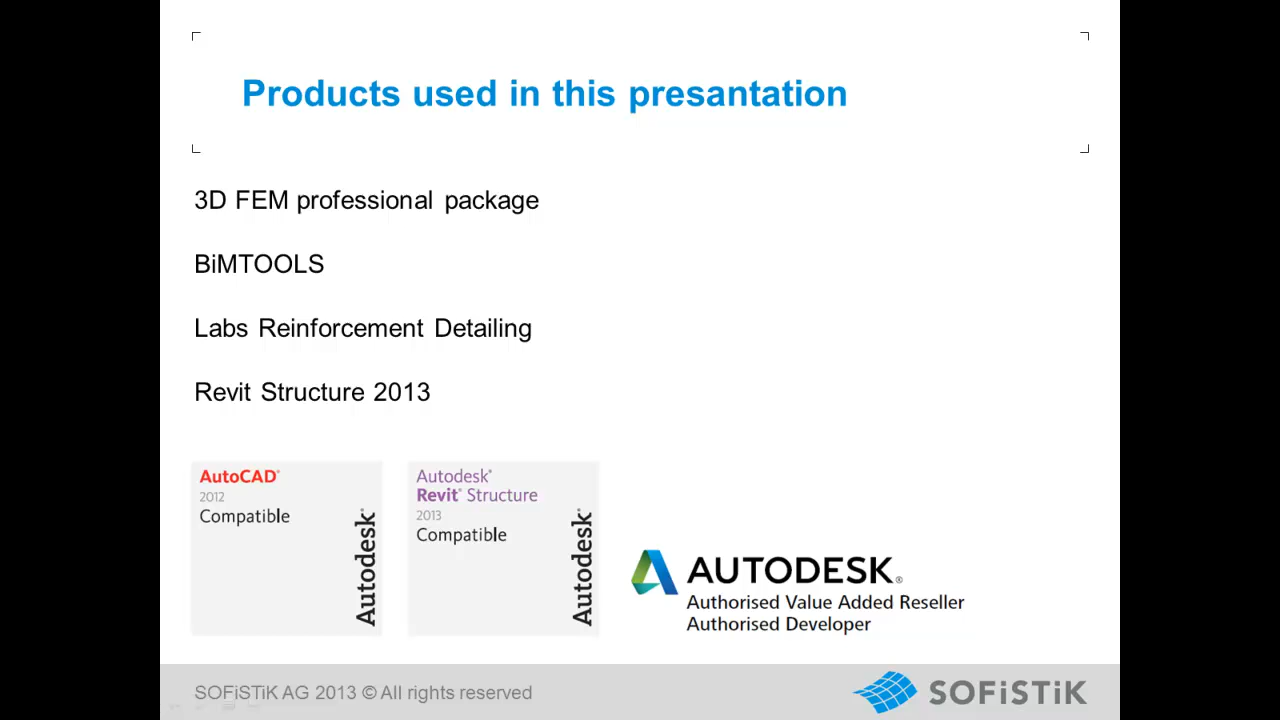 Products used in this presantation
3D FEM professional package
BiMTOOLS
Labs Reinforcement Detailing
Revit Structure 2013
AutoCAD®
2012
Compatible
Autodesk®
Autodesk®
Revit® Structure
2013
Compatible
Autodesk®
AUTODESK®
Authorised Value Added Reseller
Authorised Developer
SOFiSTiK AG 2013 © All rights reserved
SOFiSTiK